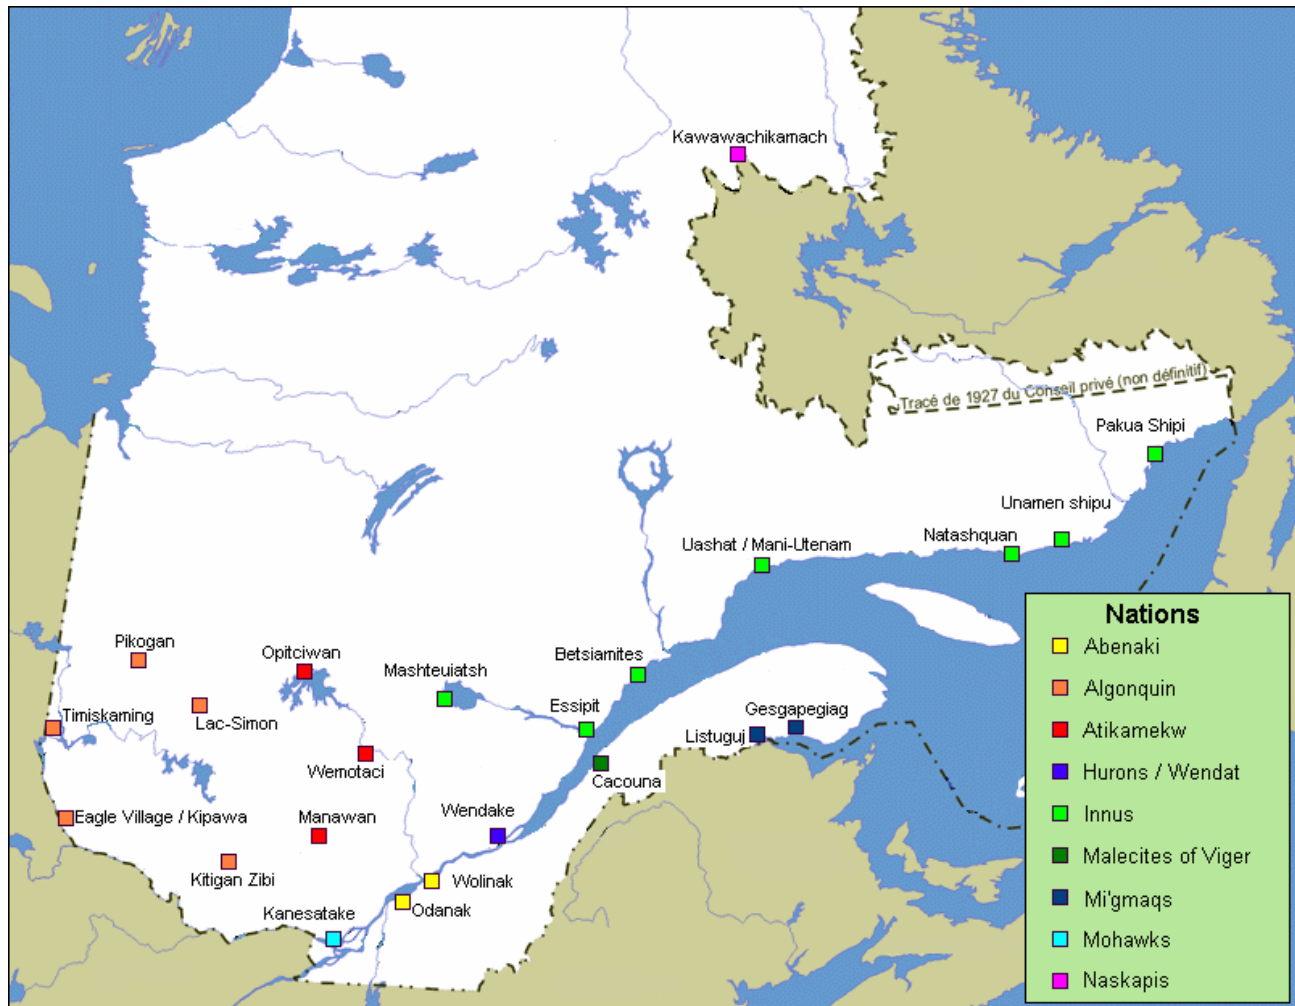 Kawawachikamach
Tracé de 1927 du Conseil privé (non définitif)
Pakua Shipi
Unamen shipu
Natashquan
Uashat / Mani-Utenam
Pikogan
Opitciwan
Mashteuiatsh
Betsiamites
Essipit
Timiskaming
Lac-Simon
Listuguj
Gesgapegiag
Wemotaci
Cacouna
Eagle Village / Kipawa
Manawan
Wendake
Kitigan Zibi
Wolinak
Odanak
Kanesatake
Nations
Abenaki
Algonquin
Atikamekw
Hurons / Wendat
Innus
Malecites of Viger
Mi'gmaqs
Mohawks
Naskapis